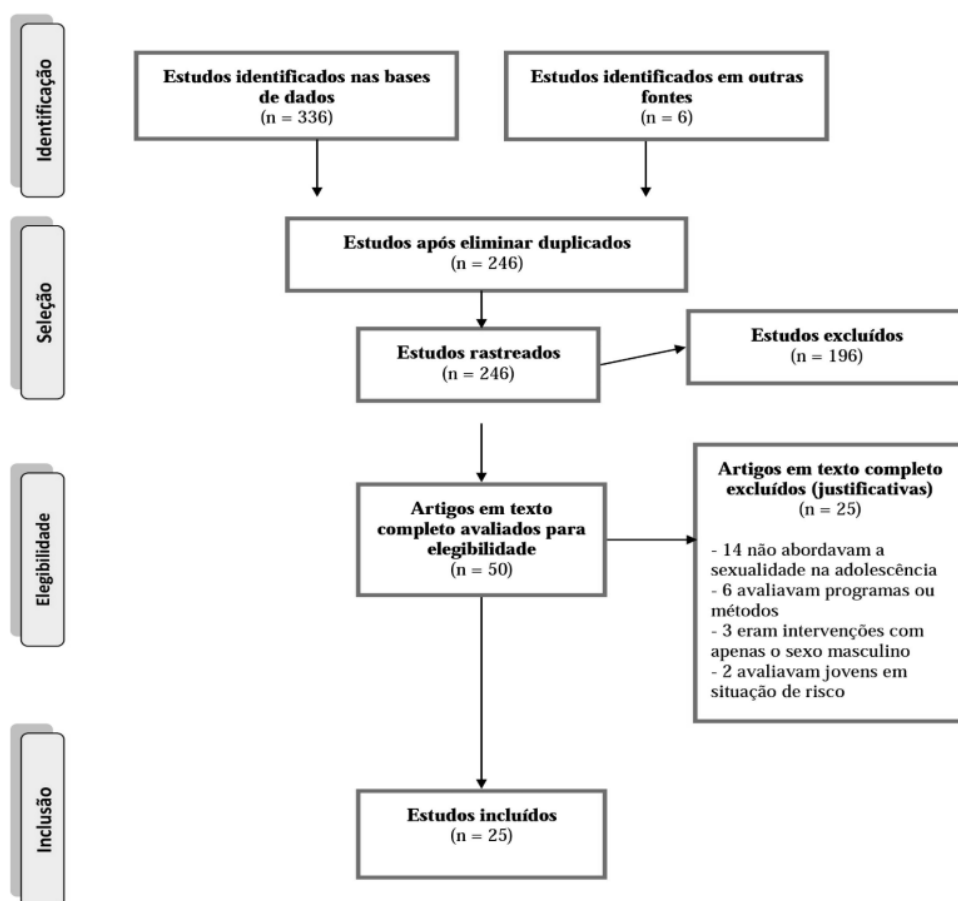 Identificação
Estudos identificados nas bases
de dados
(n = 336)
Estudos identificados em outras
fontes
(n = 6)
Seleção
Estudos após eliminar duplicados
(n = 246)
Estudos rastreados
(n = 246)
Estudos excluídos
(n = 196)
Elegibilidade
Artigos em texto
completo avaliados para
elegibilidade
(n = 50)
Artigos em texto completo
excluídos (justificativas)
(n = 25)
- 14 não abordavam a
sexualidade na adolescência
- 6 avaliavam programas ou
métodos
- 3 eram intervenções com
apenas o sexo masculino
- 2 avaliavam jovens em
situação de risco
Inclusão
Estudos incluídos
(n = 25)